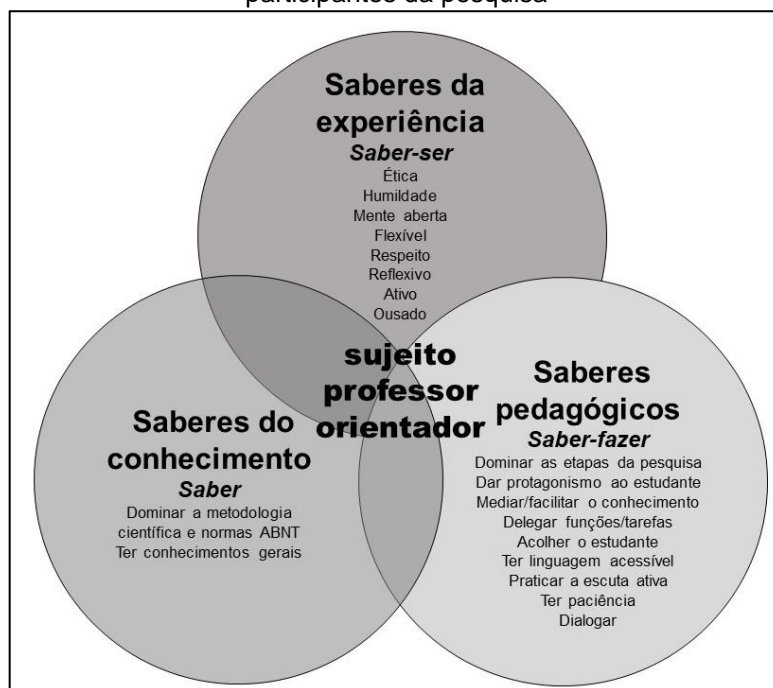 participantes da pesquisa
Saberes da
experiência
Saber-ser
Ética
Humildade
Mente aberta
Flexível
Respeito
Reflexivo
Ativo
Ousado
sujeito
professor
orientador
Saberes do
conhecimento
Saber
Dominar a metodologia
científica e normas ABNT
Ter conhecimentos gerais
Saberes
pedagógicos
Saber-fazer
Dominar as etapas da pesquisa
Dar protagonismo ao estudante
Mediar/facilitar o conhecimento
Delegar funções/tarefas
Acolher o estudante
Ter linguagem acessível
Praticar a escuta ativa
Ter paciência
Dialogar